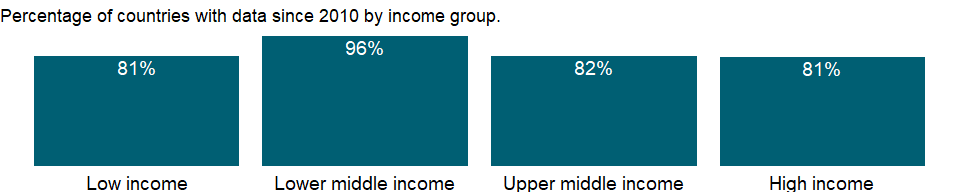 Percentage of countries with data since 2010 by income group.
81%
96%
82%
81%
Low income
Lower middle income
Upper middle income
High income